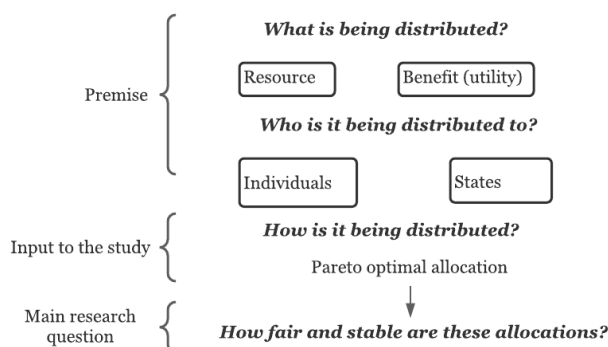 What is being distributed?
Resource
Benefit (utility)
Premise
Who is it being distributed to?
Individuals
States
How is it being distributed?
Input to the study
Pareto optimal allocation
Main research
question
How fair and stable are these allocations?